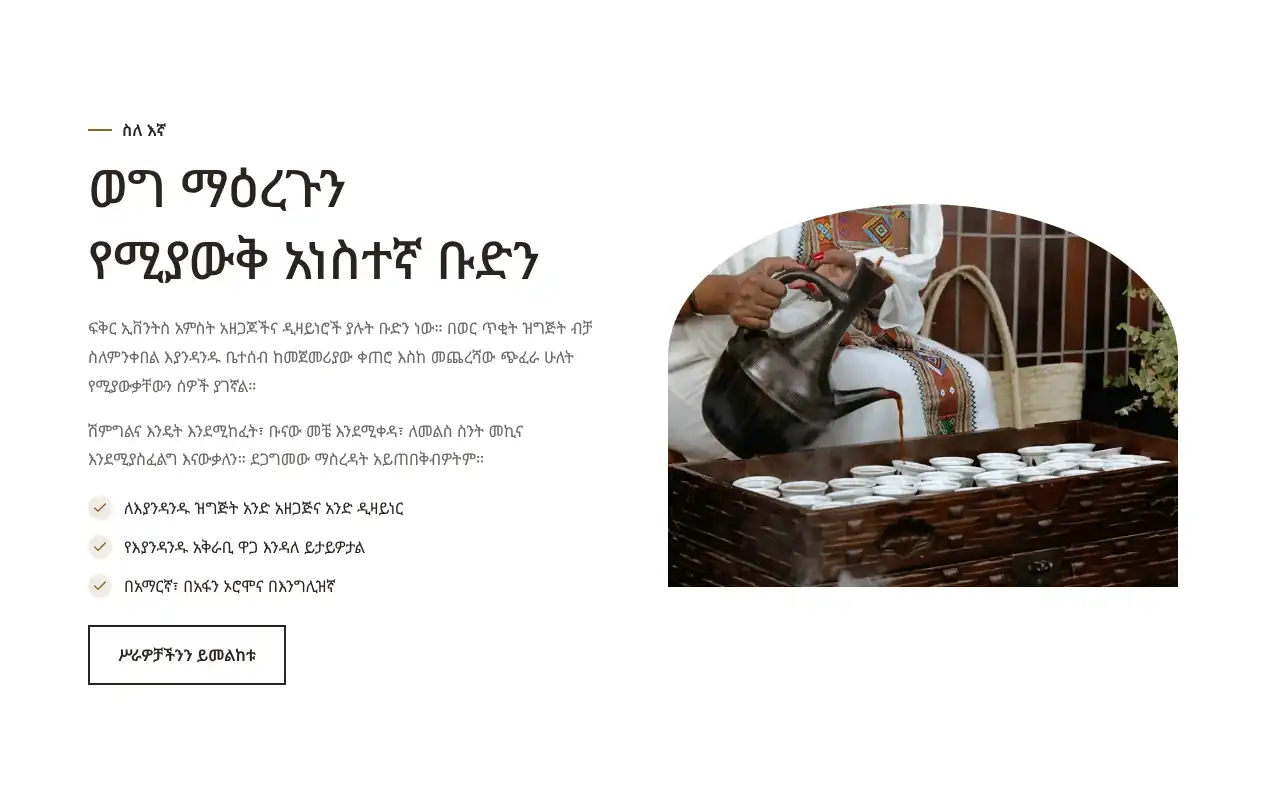 ስለ እኛ
ወግ ማዕረጉን
የሚያውቅ አነስተኛ ቡድን
ፍቅር ኢቨንትስ አምስት አዘጋጆችና ዲዛይነሮች ያሉት ቡድን ነው። በወር ጥቂት ዝግጅት ብቻ
ስለምንቀበል እያንዳንዱ ቤተሰብ ከመጀመሪያው ቀጠሮ እስከ መጨረሻው ጭፈራ ሁለት
የሚያውቃቸውን ሰዎች ያገኛል።
ሽምግልና እንዴት እንደሚከፈት፣ ቡናው መቼ እንደሚቀዳ፣ ለመልስ ስንት መኪና
እንደሚያስፈልግ እናውቃለን። ደጋግመው ማስረዳት አይጠበቅብዎትም።
ለእያንዳንዱ ዝግጅት አንድ አዘጋጅና አንድ ዲዛይነር
የእያንዳንዱ አቅራቢ ዋጋ እንዳለ ይታይዎታል
በአማርኛ፣ በአፋን ኦሮሞና በእንግሊዝኛ
ሥራዎቻችንን ይመልከቱ